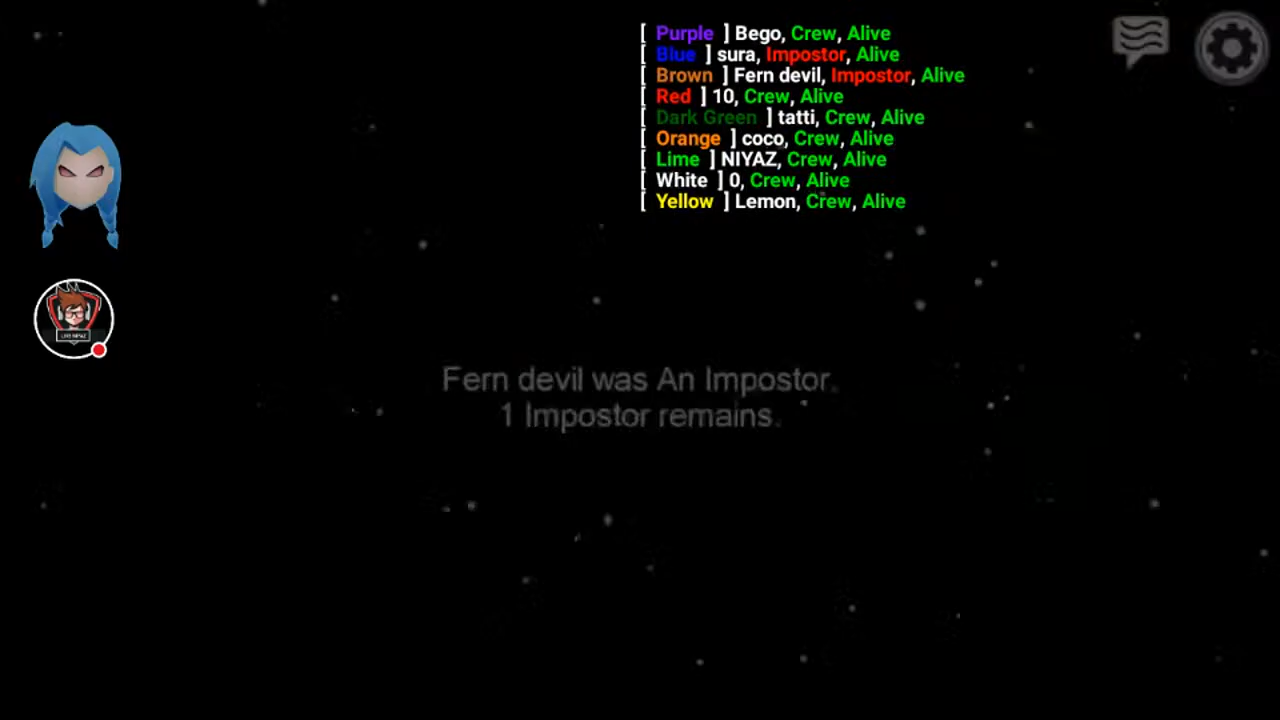 [ Purple ] Bego, Crew, Alive
[ Blue ] sura, Impostor, Alive
[ Brown ] Fern devil, Impostor, Alive
[ Red ] 10, Crew, Alive
[ Dark Green ] tatti, Crew, Alive
[ Orange ] coco, Crew, Alive
[ Lime ] NIYAZ, Crew, Alive
[ White ] 0, Crew, Alive
[ Yellow ] Lemon, Crew, Alive
Fern devil was An Impostor.
1 Impostor remains.